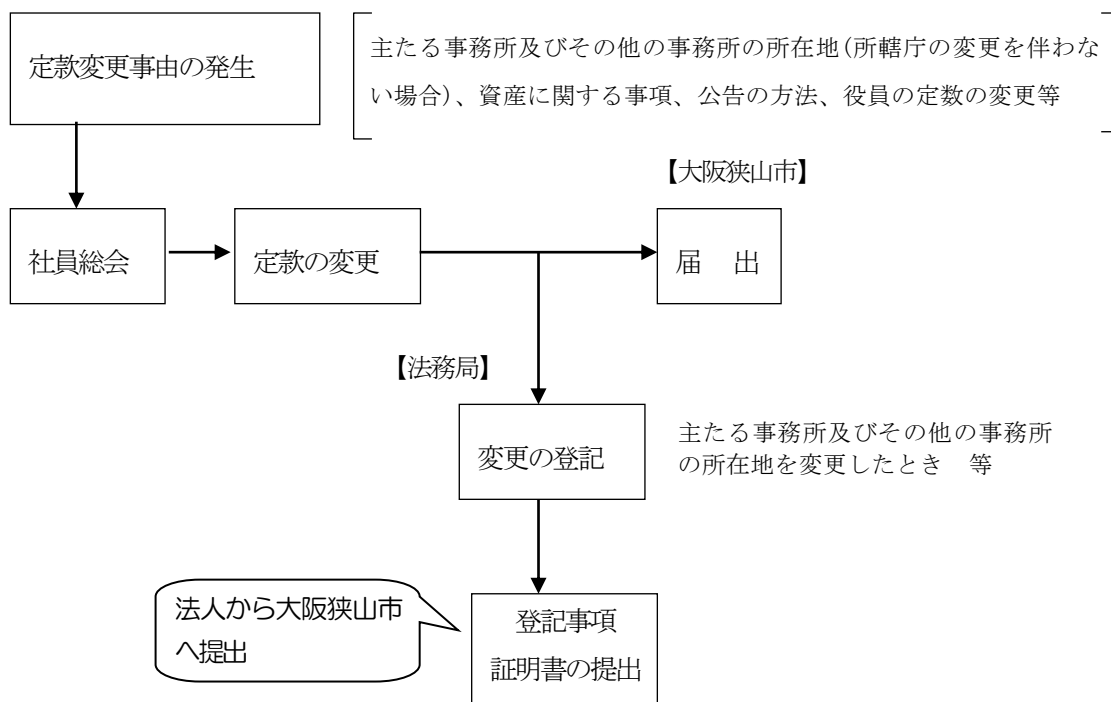 定款変更事由の発生
主たる事務所及びその他の事務所の所在地(所轄庁の変更を伴わな
い場合)、資産に関する事項、公告の方法、役員の定数の変更等
【大阪狭山市】
社員総会
定款の変更
届　出
【法務局】
変更の登記
主たる事務所及びその他の事務所
の所在地を変更したとき　等
法人から大阪狭山市
へ提出
登記事項
証明書の提出